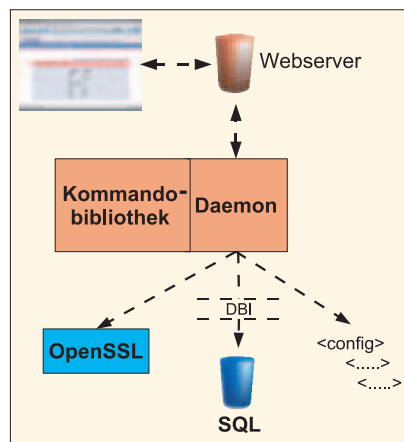 Webserver
Kommando-
bibliothek
Daemon
DBI
OpenSSL
<config>
<.....>
<.....>
SQL